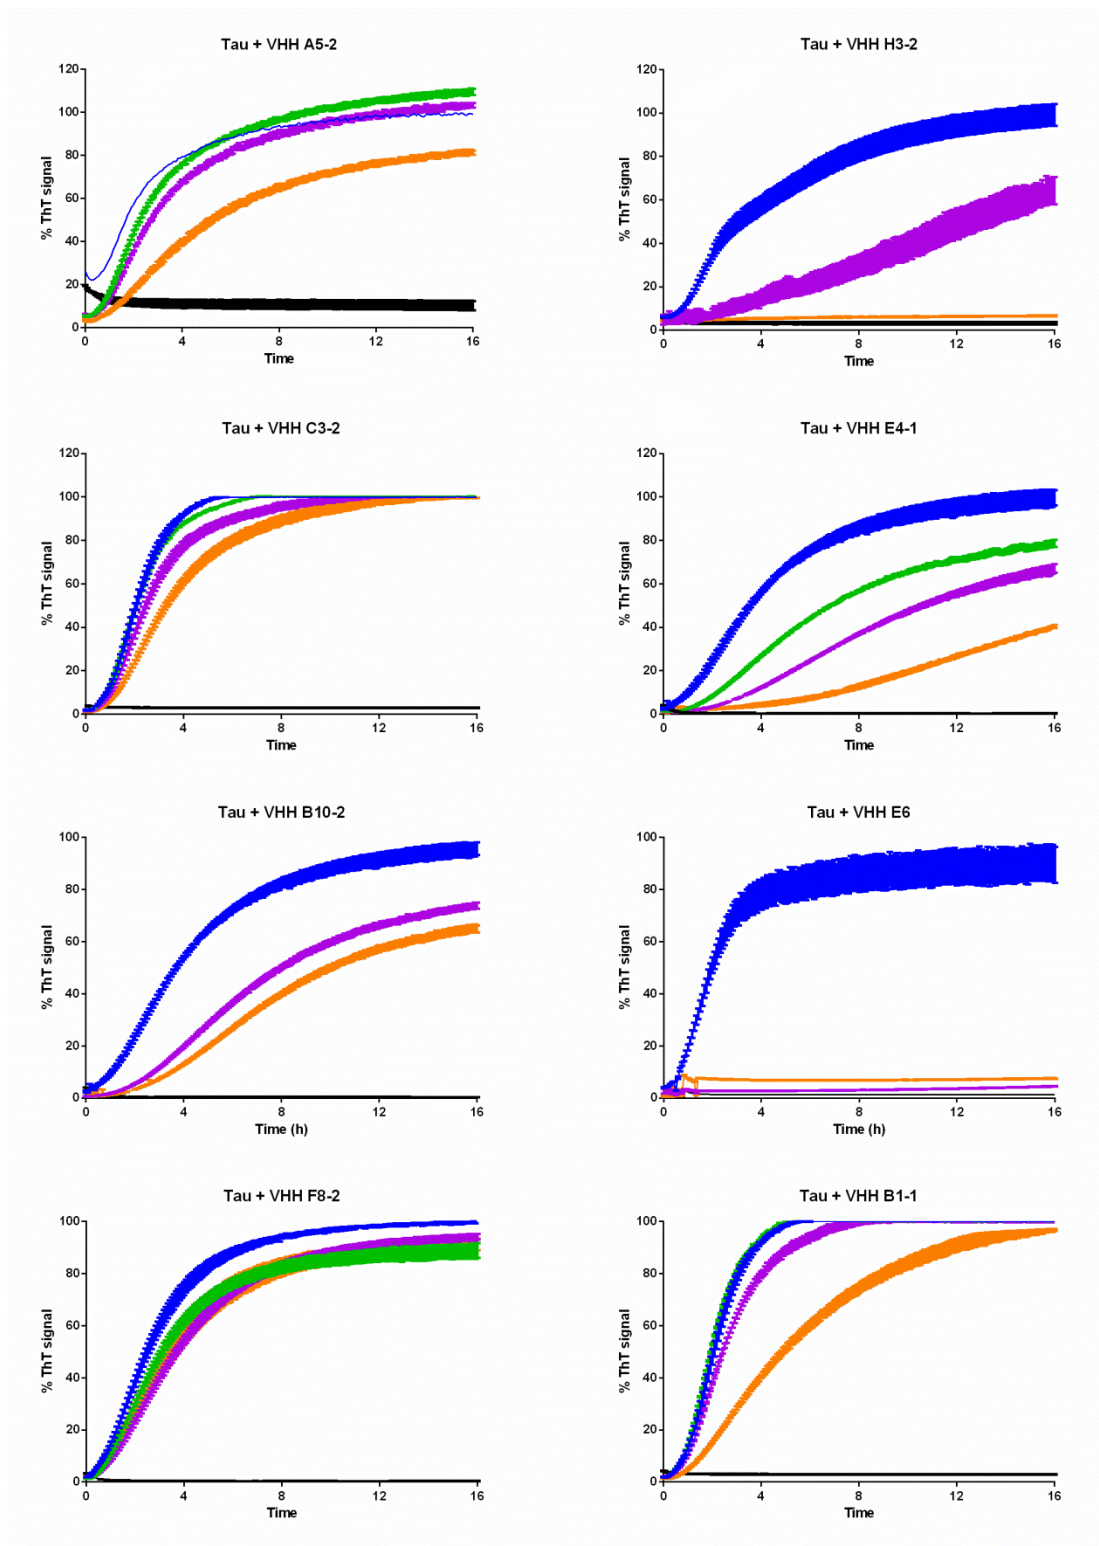 Tau + VHH A5-2
% ThT signal
120
100
80
60
40
20
0
0 4 8 12 16
Time
Tau + VHH H3-2
% ThT signal
120
100
80
60
40
20
0
0 4 8 12 16
Time
Tau + VHH C3-2
% ThT signal
120
100
80
60
40
20
0
0 4 8 12 16
Time
Tau + VHH E4-1
% ThT signal
120
100
80
60
40
20
0
0 4 8 12 16
Time
Tau + VHH B10-2
% ThT signal
100
80
60
40
20
0
0 4 8 12 16
Time (h)
Tau + VHH E6
% ThT signal
100
80
60
40
20
0
0 4 8 12 16
Time (h)
Tau + VHH F8-2
% ThT signal
100
80
60
40
20
0
0 4 8 12 16
Time
Tau + VHH B1-1
% ThT signal
100
80
60
40
20
0
0 4 8 12 16
Time